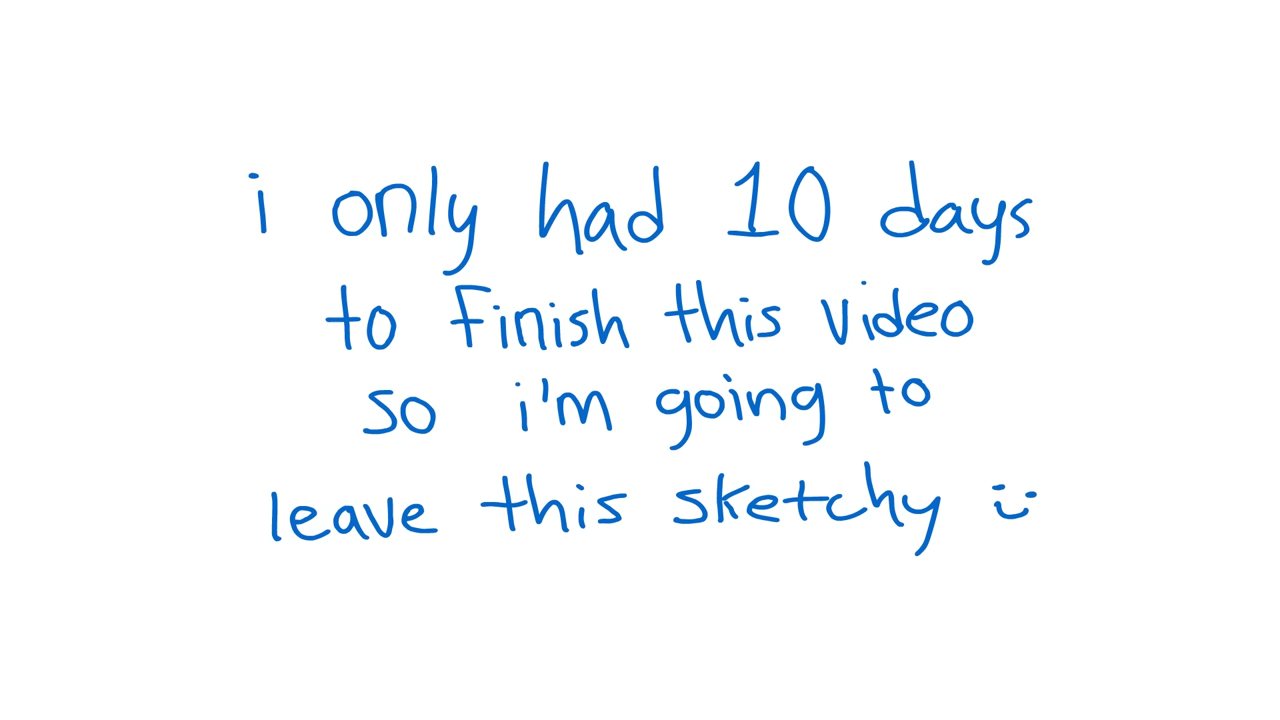 i only had 10 days
to finish this video
so i'm going to
leave this sketchy :)